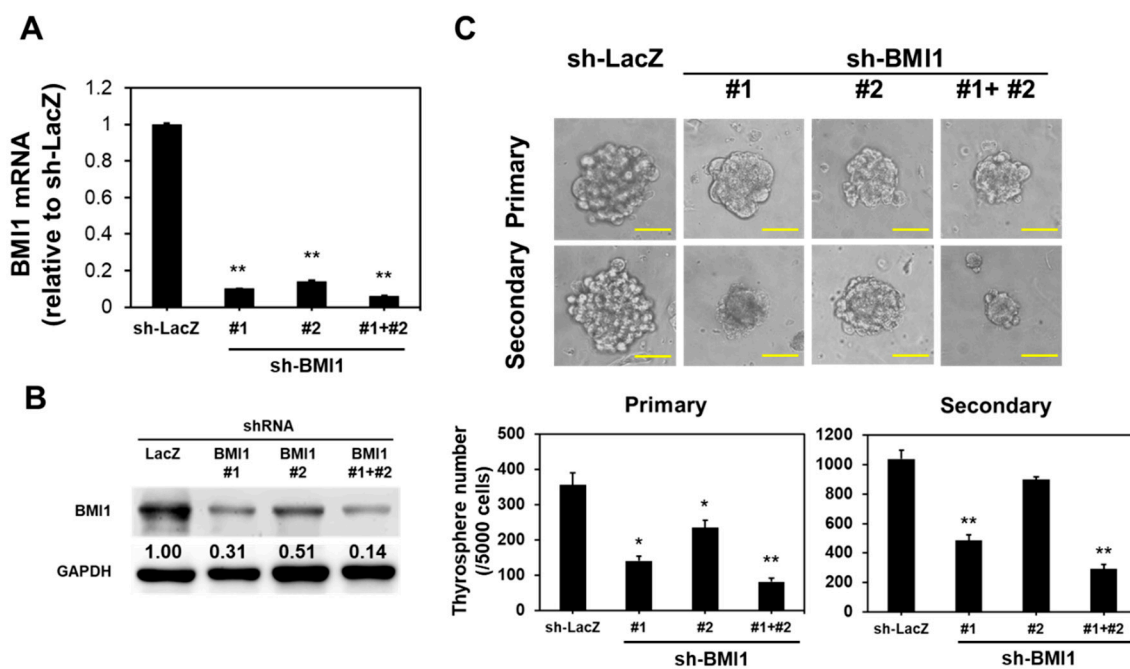 A
BMI1 mRNA
(relative to sh-LacZ)
1.2
1
0.8
0.6
0.4
0.2
0
**
**
**
sh-LacZ
#1
#2
#1+#2
sh-BMI1
B
shRNA
LacZ
BMI1
#1
BMI1
#2
BMI1
#1+#2
BMI1
1.00
0.31
0.51
0.14
GAPDH
C
sh-LacZ
sh-BMI1
#1
#2
#1+ #2
Primary
Secondary
Thyrosphere number
(/5000 cells)
Primary
500
400
300
200
100
0
*
*
**
sh-LacZ
#1
#2
#1+#2
sh-BMI1
Secondary
1200
1000
800
600
400
200
0
**
**
sh-LacZ
#1
#2
#1+#2
sh-BMI1